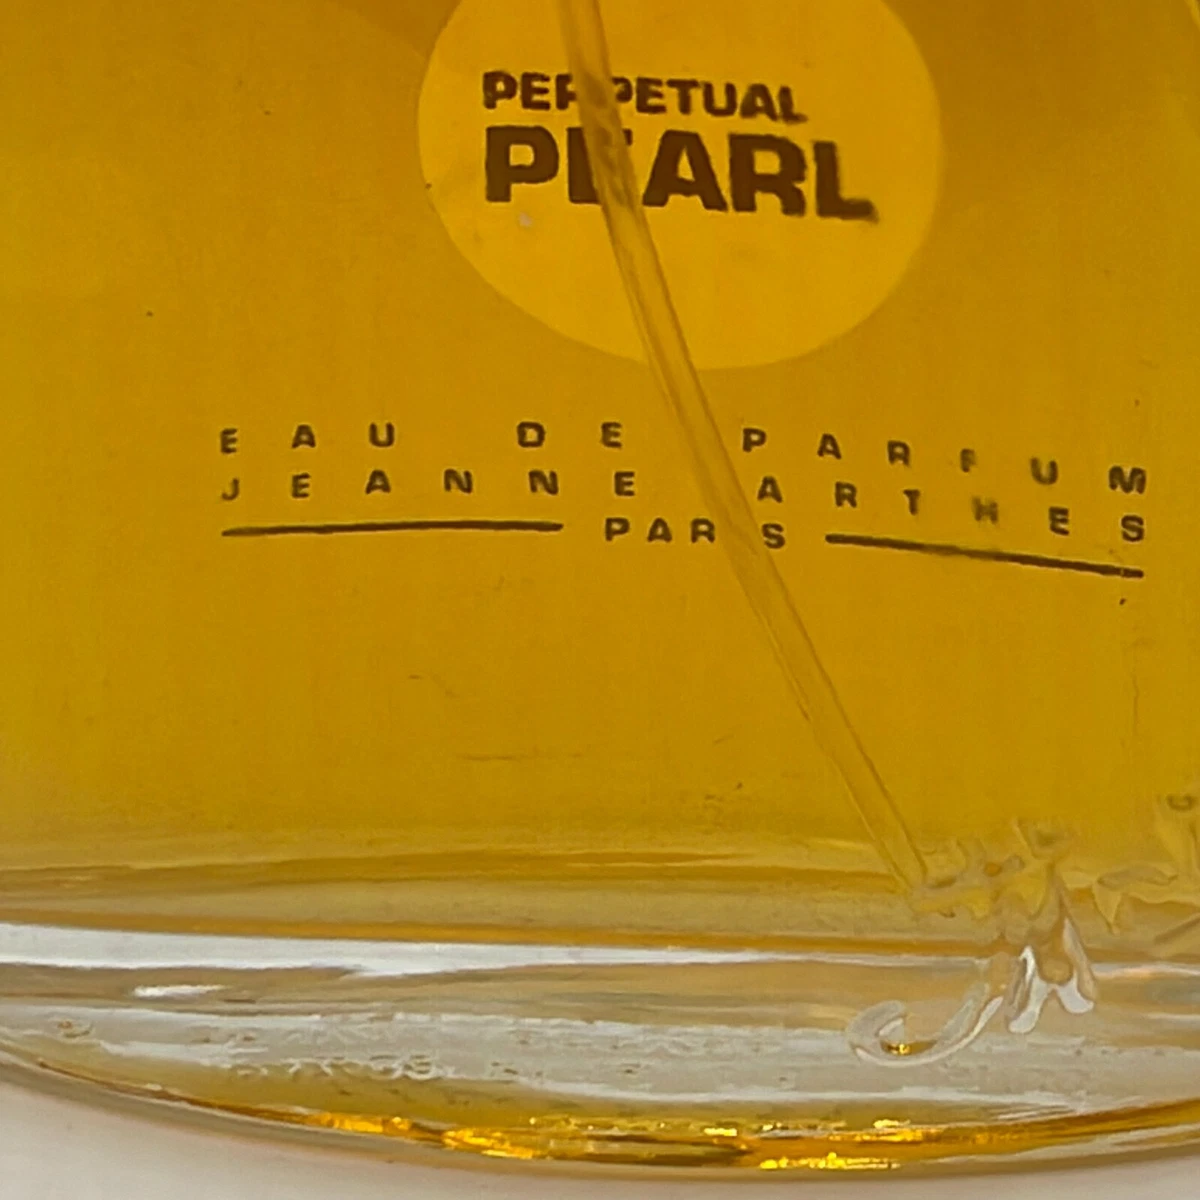 PERPETUAL
PEARL
EAU DE PARFUM
JEANNE ARTHES
PARIS